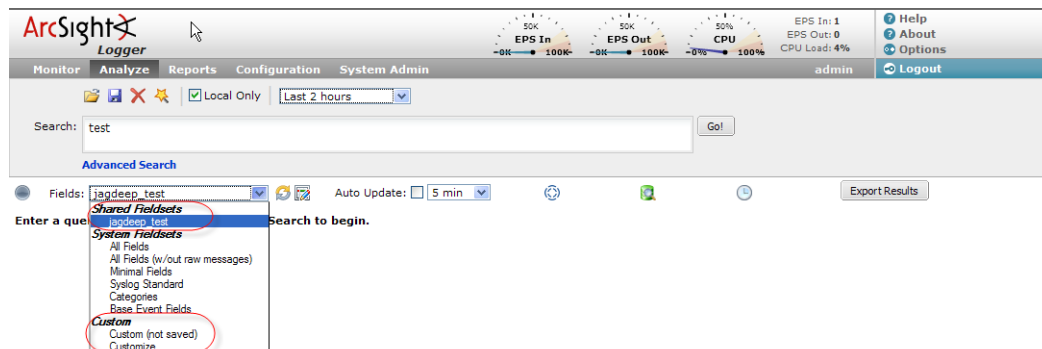 ArcSight
Logger
50K
EPS In
-0K 100K-
50K
EPS Out
-0K 100K-
50%
CPU
-0% 100%
EPS In: 1
EPS Out: 0
CPU Load: 4%
Help
About
Options
Monitor Analyze Reports Configuration System Admin admin Logout
Local Only Last 2 hours
Search: test Go!
Advanced Search
Fields: jagdeep_test Auto Update: 5 min Export Results
Shared Fieldsets
Enter a que Search to begin.
jagdeep_test
System Fieldsets
All Fields
All Fields (w/out raw messages)
Minimal Fields
Syslog Standard
Categories
Base Event Fields
Custom
Custom (not saved)
Customize